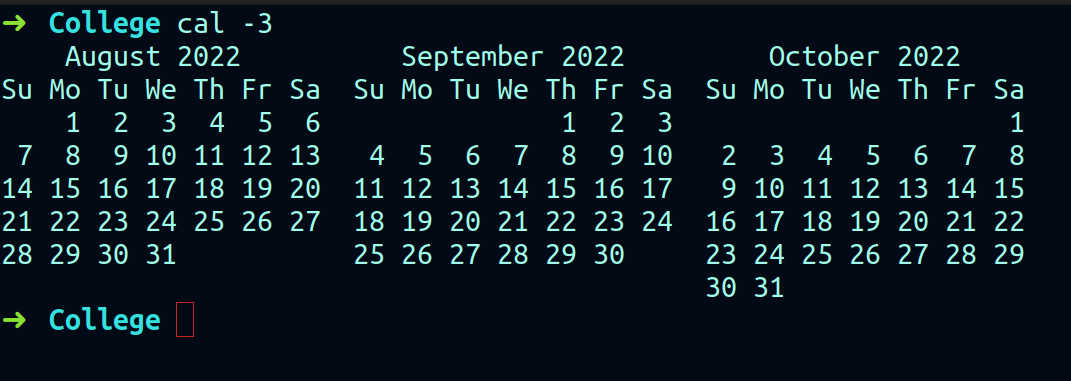 ➜ College cal -3
    August 2022          September 2022         October 2022
Su Mo Tu We Th Fr Sa  Su Mo Tu We Th Fr Sa  Su Mo Tu We Th Fr Sa
    1  2  3  4  5  6               1  2  3                     1
 7  8  9 10 11 12 13   4  5  6  7  8  9 10   2  3  4  5  6  7  8
14 15 16 17 18 19 20  11 12 13 14 15 16 17   9 10 11 12 13 14 15
21 22 23 24 25 26 27  18 19 20 21 22 23 24  16 17 18 19 20 21 22
28 29 30 31           25 26 27 28 29 30     23 24 25 26 27 28 29
                                            30 31
➜ College